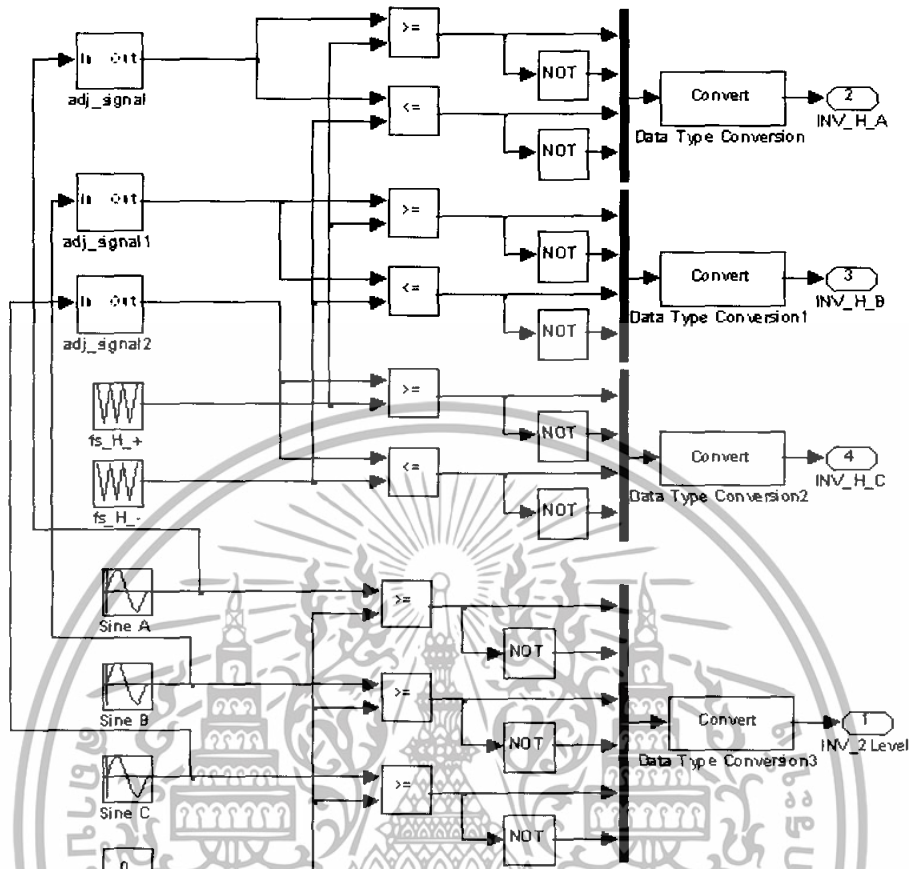 >=
In Out
adj_signal
NOT
Convert
2
INV_H_A
<=
Data Type Conversion
NOT
In Out
adj_signal1
>=
NOT
Convert
3
INV_H_B
<=
Data Type Conversion1
In Out
adj_signal2
NOT
>=
fs_H_+
NOT
Convert
4
INV_H_C
<=
Data Type Conversion2
fs_H_-
NOT
Sine A
>=
NOT
Sine B
>=
Convert
1
INV_2 Level
NOT
Data Type Conversion3
Sine C
>=
NOT
0